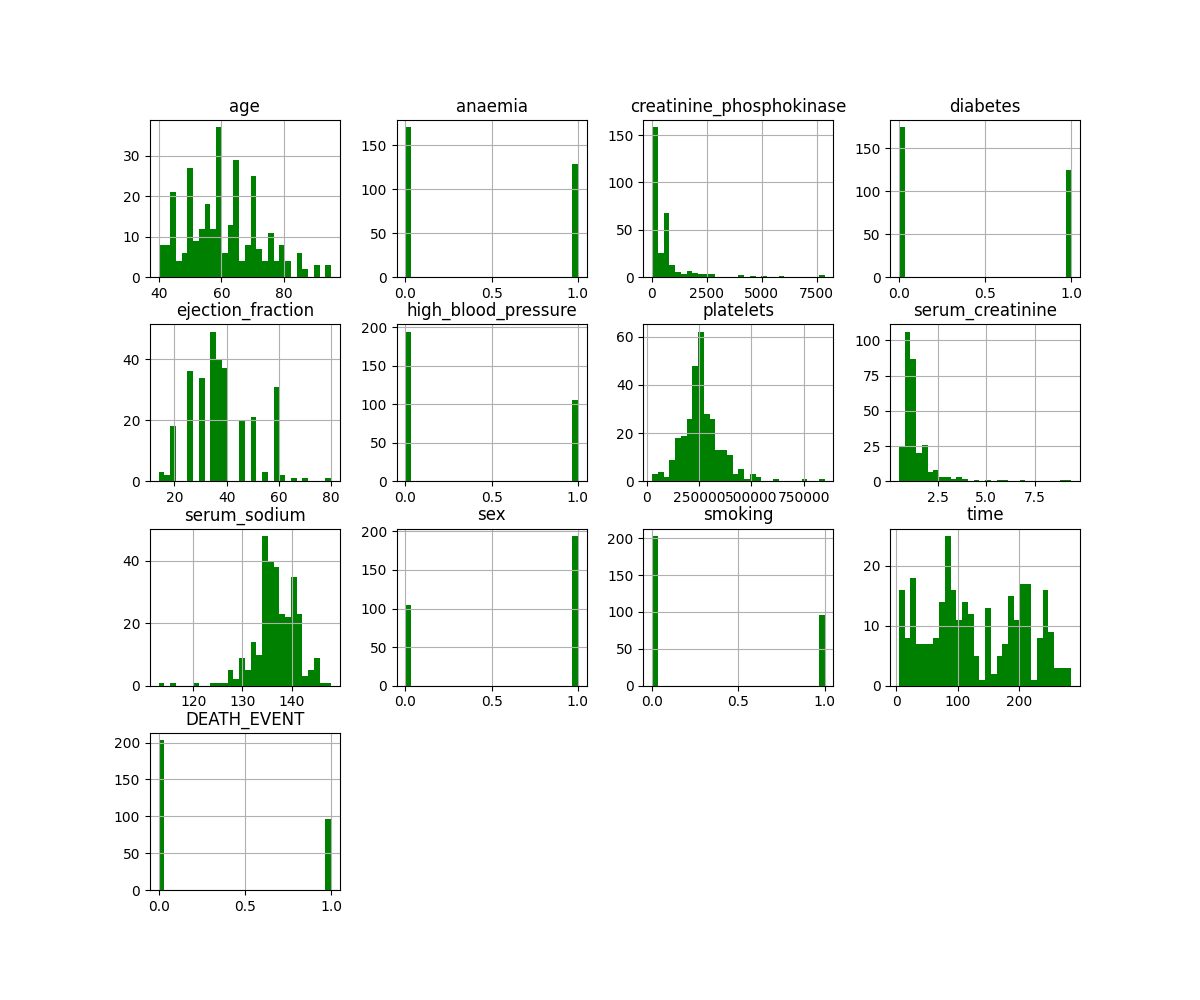 age anaemia creatinine_phosphokinase diabetes
30 20 10 0
40 60 80
150 100 50 0
0.0 0.5 1.0
150 100 50 0
0 2500 5000 7500
150 100 50 0
0.0 0.5 1.0
ejection_fraction high_blood_pressure platelets serum_creatinine
40 20 0
20 40 60 80
200 150 100 50 0
0.0 0.5 1.0
60 40 20 0
0 250000 500000 750000
100 75 50 25 0
2.5 5.0 7.5
serum_sodium sex smoking time
40 20 0
120 130 140
200 150 100 50 0
0.0 0.5 1.0
200 150 100 50 0
0.0 0.5 1.0
20 10 0
0 100 200
DEATH_EVENT
200 150 100 50 0
0.0 0.5 1.0